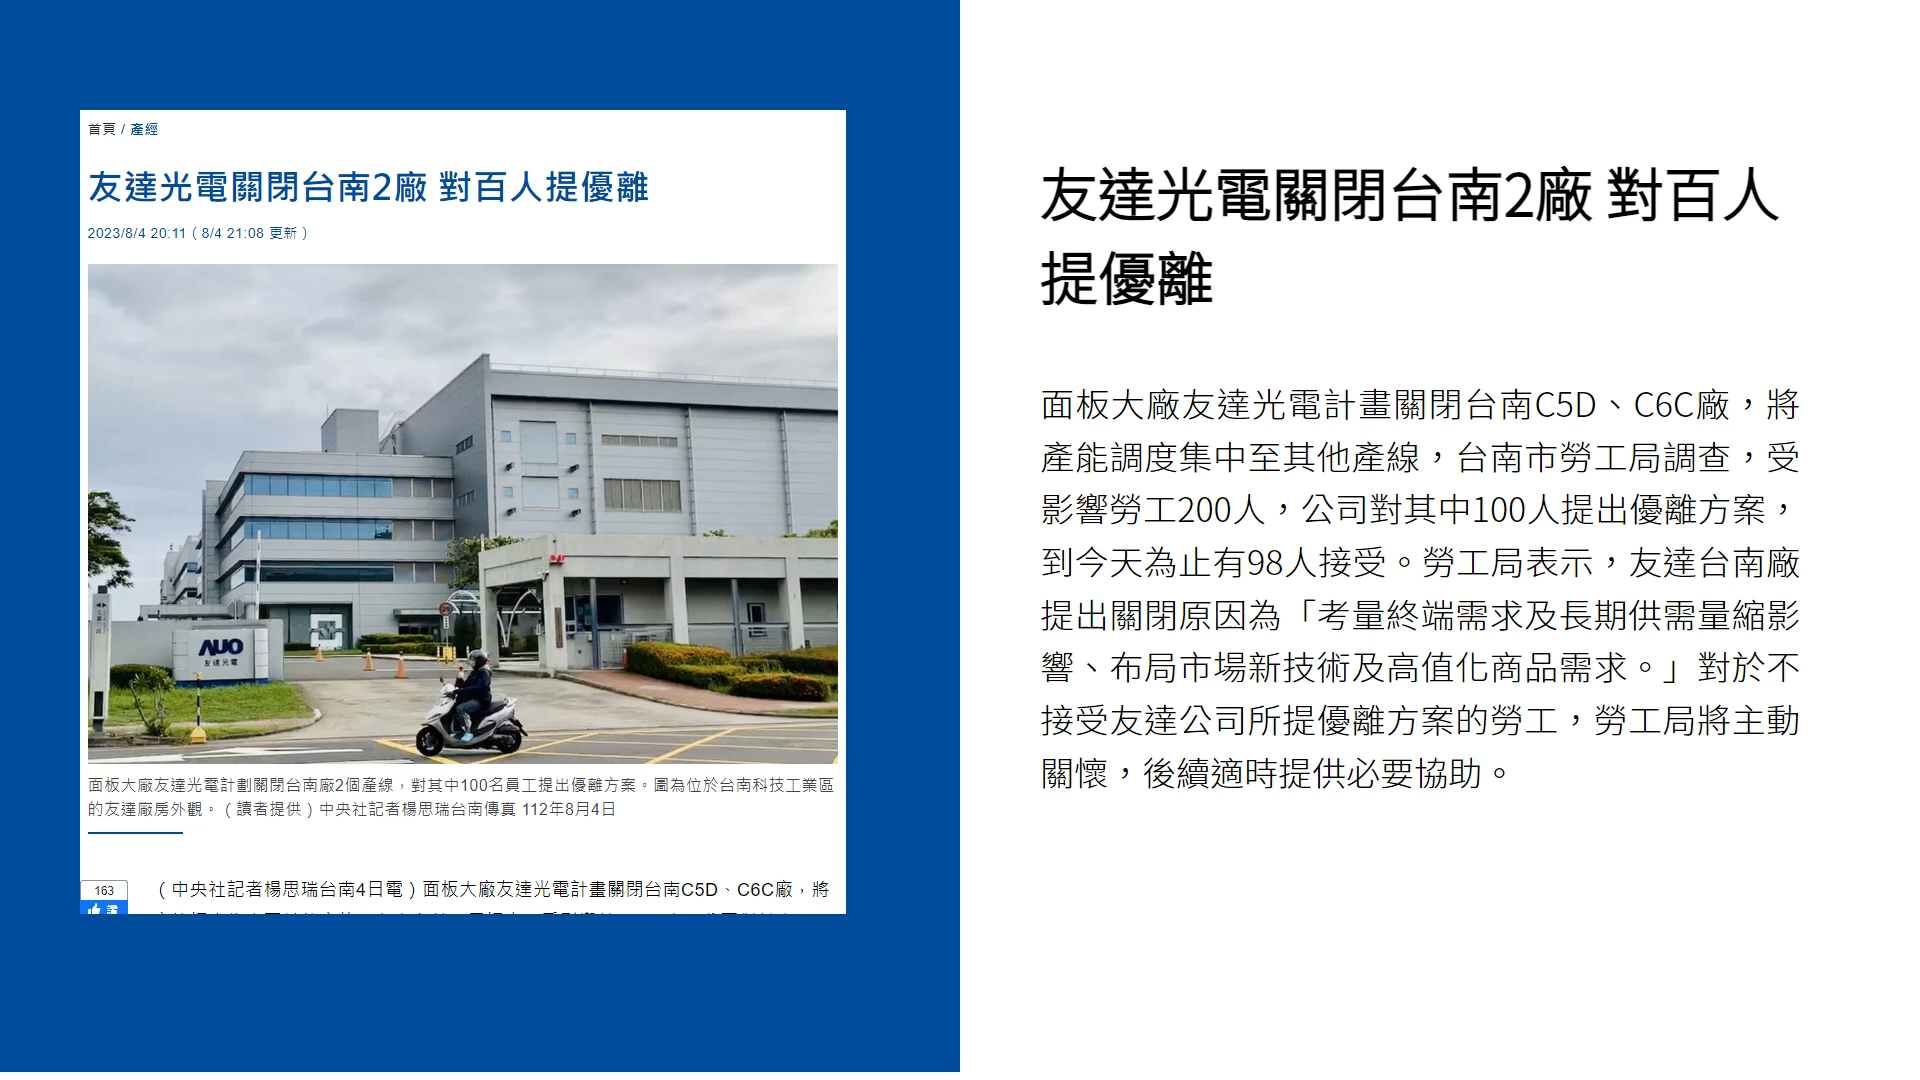 首頁 / 產經
友達光電關閉台南2廠 對百人提優離
2023/8/4 20:11（8/4 21:08 更新）
20
AUO
友達光電
面板大廠友達光電計劃關閉台南廠2個產線，對其中100名員工提出優離方案。圖為位於台南科技工業區
的友達廠房外觀。（讀者提供）中央社記者楊思瑞台南傳真 112年8月4日
163
讚
（中央社記者楊思瑞台南4日電）面板大廠友達光電計畫關閉台南C5D、C6C廠，將
友達光電關閉台南2廠 對百人
提優離
面板大廠友達光電計畫關閉台南C5D、C6C廠，將
產能調度集中至其他產線，台南市勞工局調查，受
影響勞工200人，公司對其中100人提出優離方案，
到今天為止有98人接受。勞工局表示，友達台南廠
提出關閉原因為「考量終端需求及長期供需量縮影
響、布局市場新技術及高值化商品需求。」對於不
接受友達公司所提優離方案的勞工，勞工局將主動
關懷，後續適時提供必要協助。